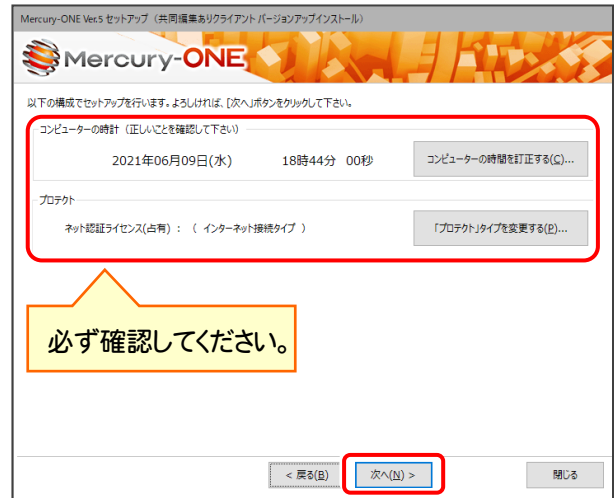 Mercury-ONE Ver.5 セットアップ（共同編集ありクライアント バージョンアップインストール）
Mercury-ONE
以下の構成でセットアップを行います。よろしければ、[次へ]ボタンをクリックして下さい。
コンピューターの時計（正しいことを確認して下さい）
2021年06月09日(水) 18時44分 00秒 コンピューターの時間を訂正する(C)...
プロテクト
ネット認証ライセンス(占有) ： （ インターネット接続タイプ ） 「プロテクト」タイプを変更する(P)...
必ず確認してください。
< 戻る(B) 次へ(N) > 閉じる